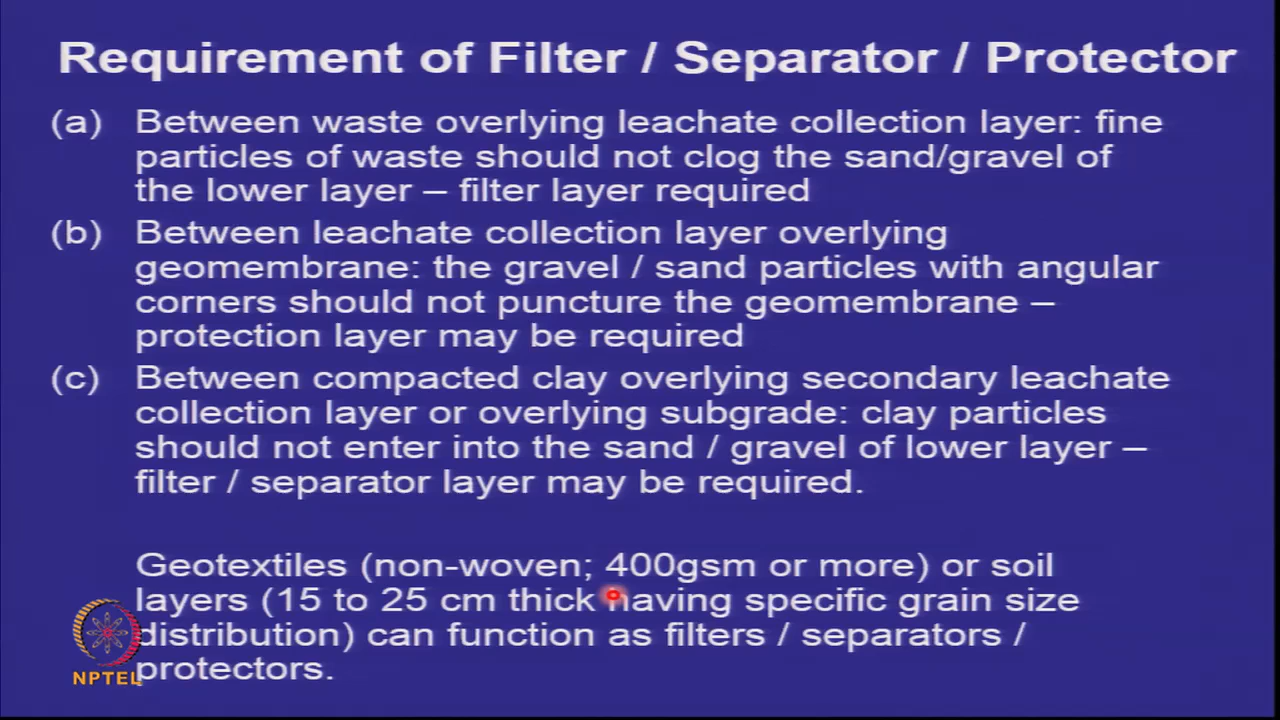 Requirement of Filter / Separator / Protector
(a) Between waste overlying leachate collection layer: fine
particles of waste should not clog the sand/gravel of
the lower layer – filter layer required
(b) Between leachate collection layer overlying
geomembrane: the gravel / sand particles with angular
corners should not puncture the geomembrane –
protection layer may be required
(c) Between compacted clay overlying secondary leachate
collection layer or overlying subgrade: clay particles
should not enter into the sand / gravel of lower layer –
filter / separator layer may be required.
Geotextiles (non-woven; 400gsm or more) or soil
layers (15 to 25 cm thick having specific grain size
distribution) can function as filters / separators /
protectors.
NPTEL